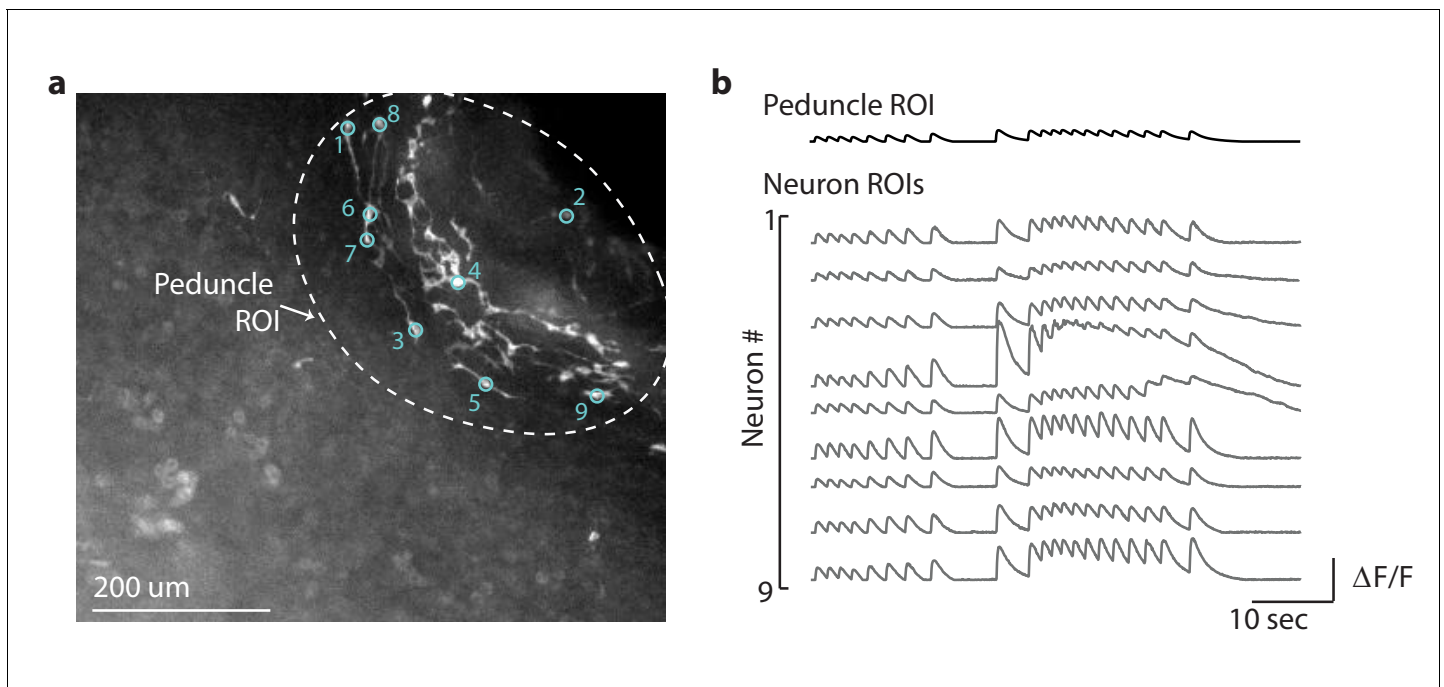 a
1
8
2
6
7
4
Peduncle
ROI
3
5
9
200 um
b
Peduncle ROI
Neuron ROIs
1
Neuron #
9
ΔF/F
10 sec